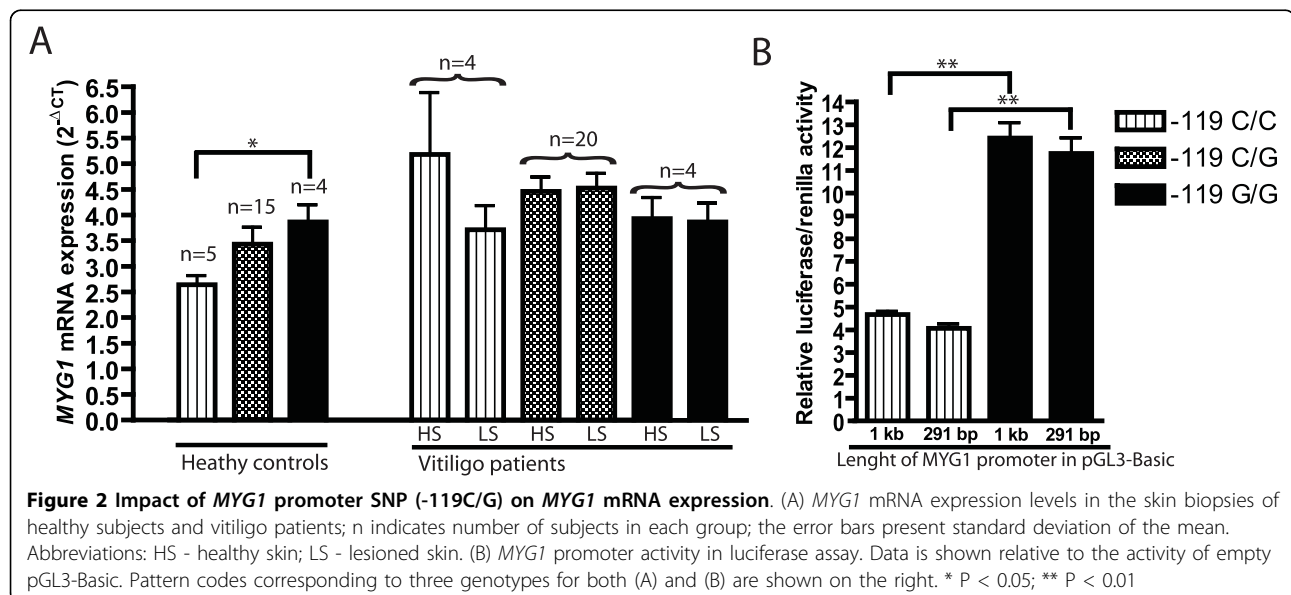 A
MYG1 mRNA expression (2-ΔCT)
6.5
6.0
5.5
5.0
4.5
4.0
3.5
3.0
2.5
2.0
1.5
1.0
0.5
0.0
*
n=5
n=15
n=4
n=4
n=20
n=4
HS
LS
HS
LS
HS
LS
Heathy controls
Vitiligo patients
B
Relative luciferase/renilla activity
14
13
12
11
10
9
8
7
6
5
4
3
2
1
0
**
**
1 kb
291 bp
1 kb
291 bp
Lenght of MYG1 promoter in pGL3-Basic
-119 C/C
-119 C/G
-119 G/G
Figure 2 Impact of MYG1 promoter SNP (-119C/G) on MYG1 mRNA expression. (A) MYG1 mRNA expression levels in the skin biopsies of
healthy subjects and vitiligo patients; n indicates number of subjects in each group; the error bars present standard deviation of the mean.
Abbreviations: HS - healthy skin; LS - lesioned skin. (B) MYG1 promoter activity in luciferase assay. Data is shown relative to the activity of empty
pGL3-Basic. Pattern codes corresponding to three genotypes for both (A) and (B) are shown on the right. * P < 0.05; ** P < 0.01